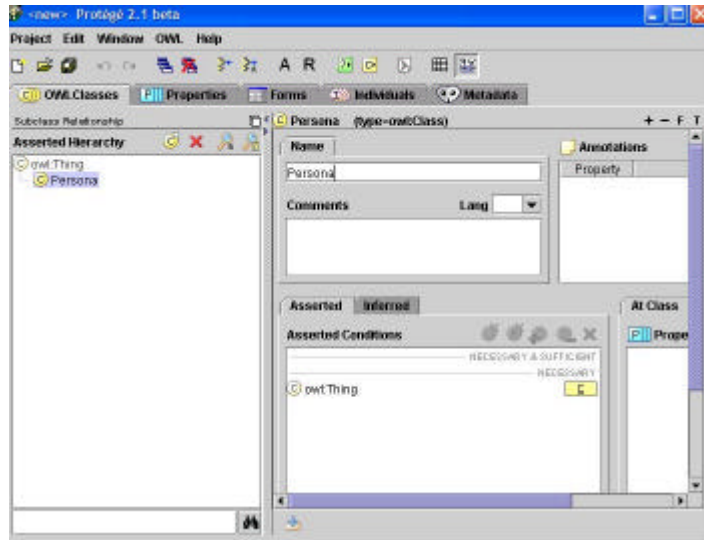 <new> Protégé 2.1 beta
Project Edit Window OWL Help
A R
OWLClasses Properties Forms Individuals Metadata
Subclass Relationship
Persona (type=owl:Class) + - F T
Asserted Hierarchy
Name
Annotations
owl:Thing
Persona
Persona
Property
Comments Lang
Asserted Inferred
At Class
Asserted Conditions
Prope
NECESSARY & SUFFICIENT
NECESSARY
owl:Thing